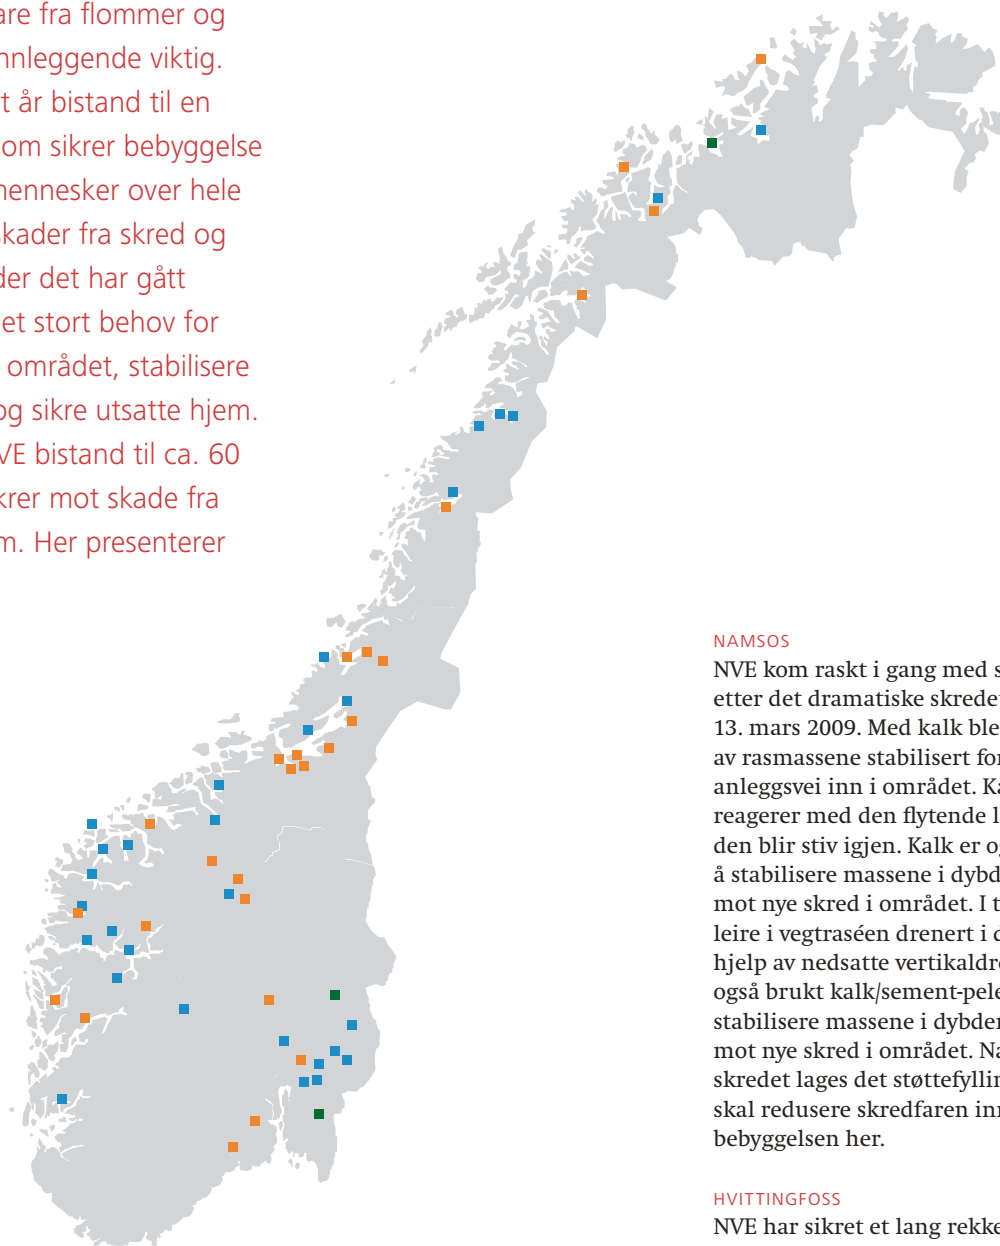 are fra flommer og
nnleggende viktig.
t år bistand til en
om sikrer bebyggelse
nennesker over hele
skader fra skred og
der det har gått
et stort behov for
området, stabilisere
og sikre utsatte hjem.
VE bistand til ca. 60
krer mot skade fra
m. Her presenterer
NAMSOS
NVE kom raskt i gang med s
etter det dramatiske skrede
13. mars 2009. Med kalk ble
av rasmassene stabilisert for
anleggsvei inn i området. Ka
reagerer med den flytende l
den blir stiv igjen. Kalk er og
å stabilisere massene i dybd
mot nye skred i området. I t
leire i vegtraséen drenert i d
hjelp av nedsatte vertikaldre
også brukt kalk/sement-pele
stabilisere massene i dybden
mot nye skred i området. Na
skredet lages det støttefyllin
skal redusere skredfaren inn
bebyggelsen her.
HVITTINGFOSS
NVE har sikret et lang rekke